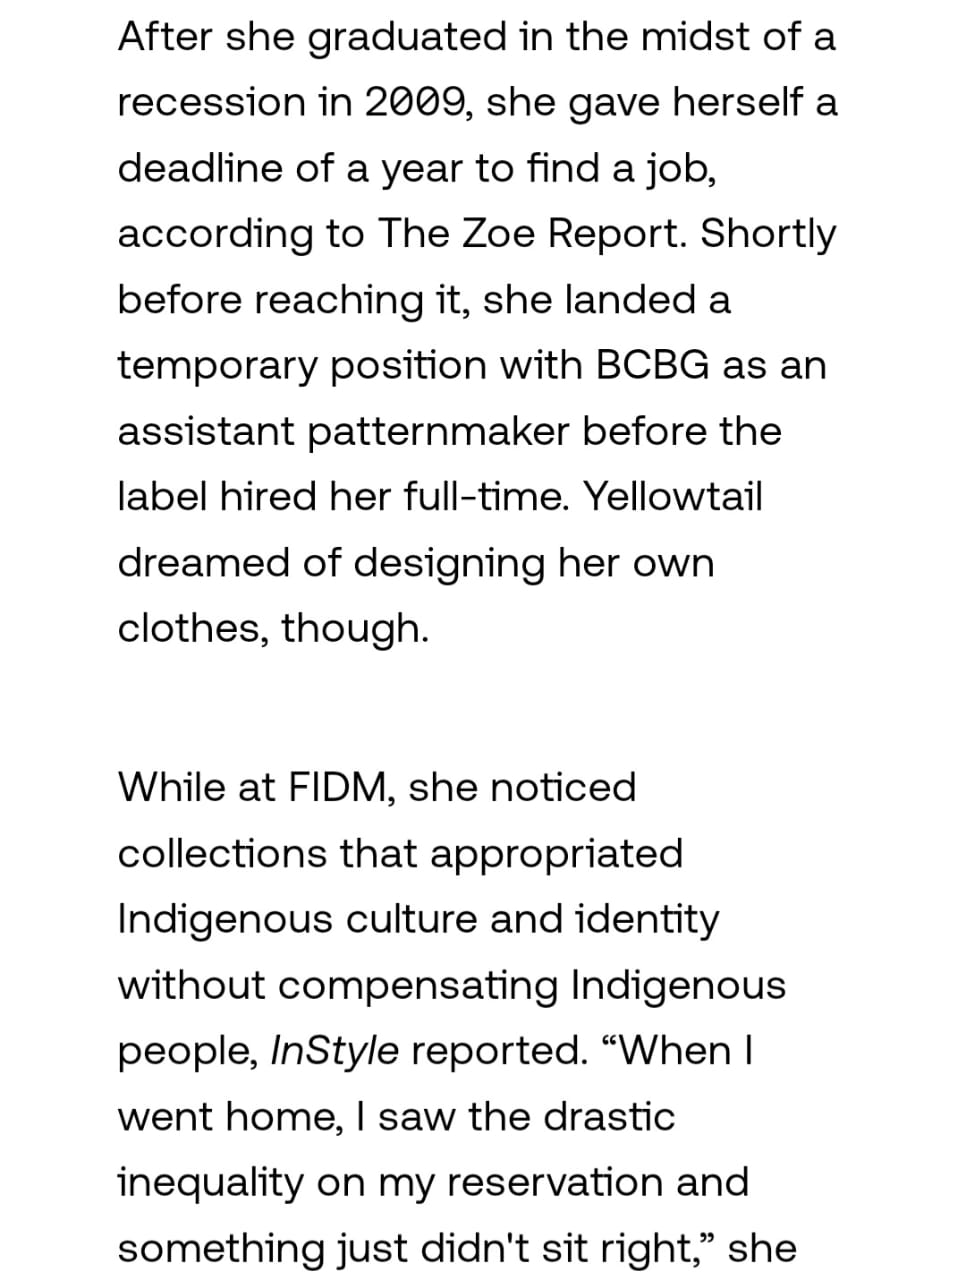 After she graduated in the midst of a
recession in 2009, she gave herself a
deadline of a year to find a job,
according to The Zoe Report. Shortly
before reaching it, she landed a
temporary position with BCBG as an
assistant patternmaker before the
label hired her full-time. Yellowtail
dreamed of designing her own
clothes, though.
While at FIDM, she noticed
collections that appropriated
Indigenous culture and identity
without compensating Indigenous
people, InStyle reported. “When I
went home, I saw the drastic
inequality on my reservation and
something just didn't sit right,” she